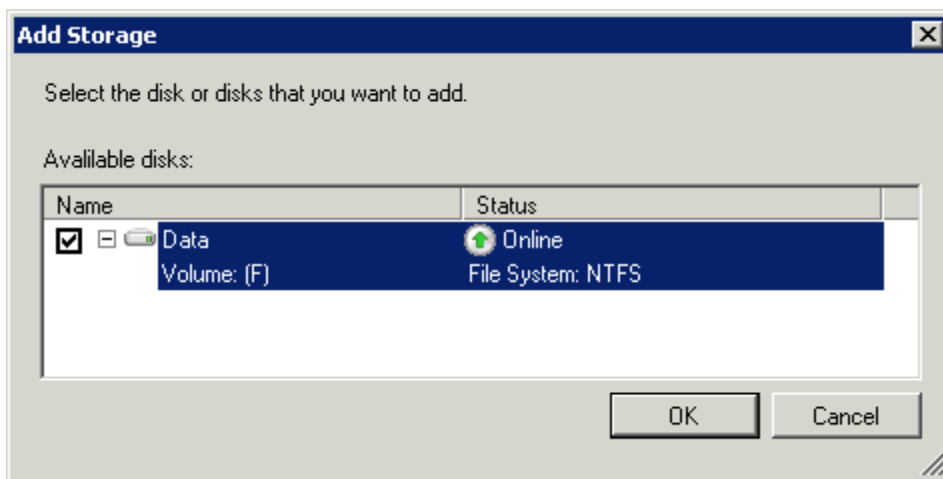 Add Storage
Select the disk or disks that you want to add.
Avalilable disks:
Name Status
Data Online
Volume: (F) File System: NTFS
OK Cancel